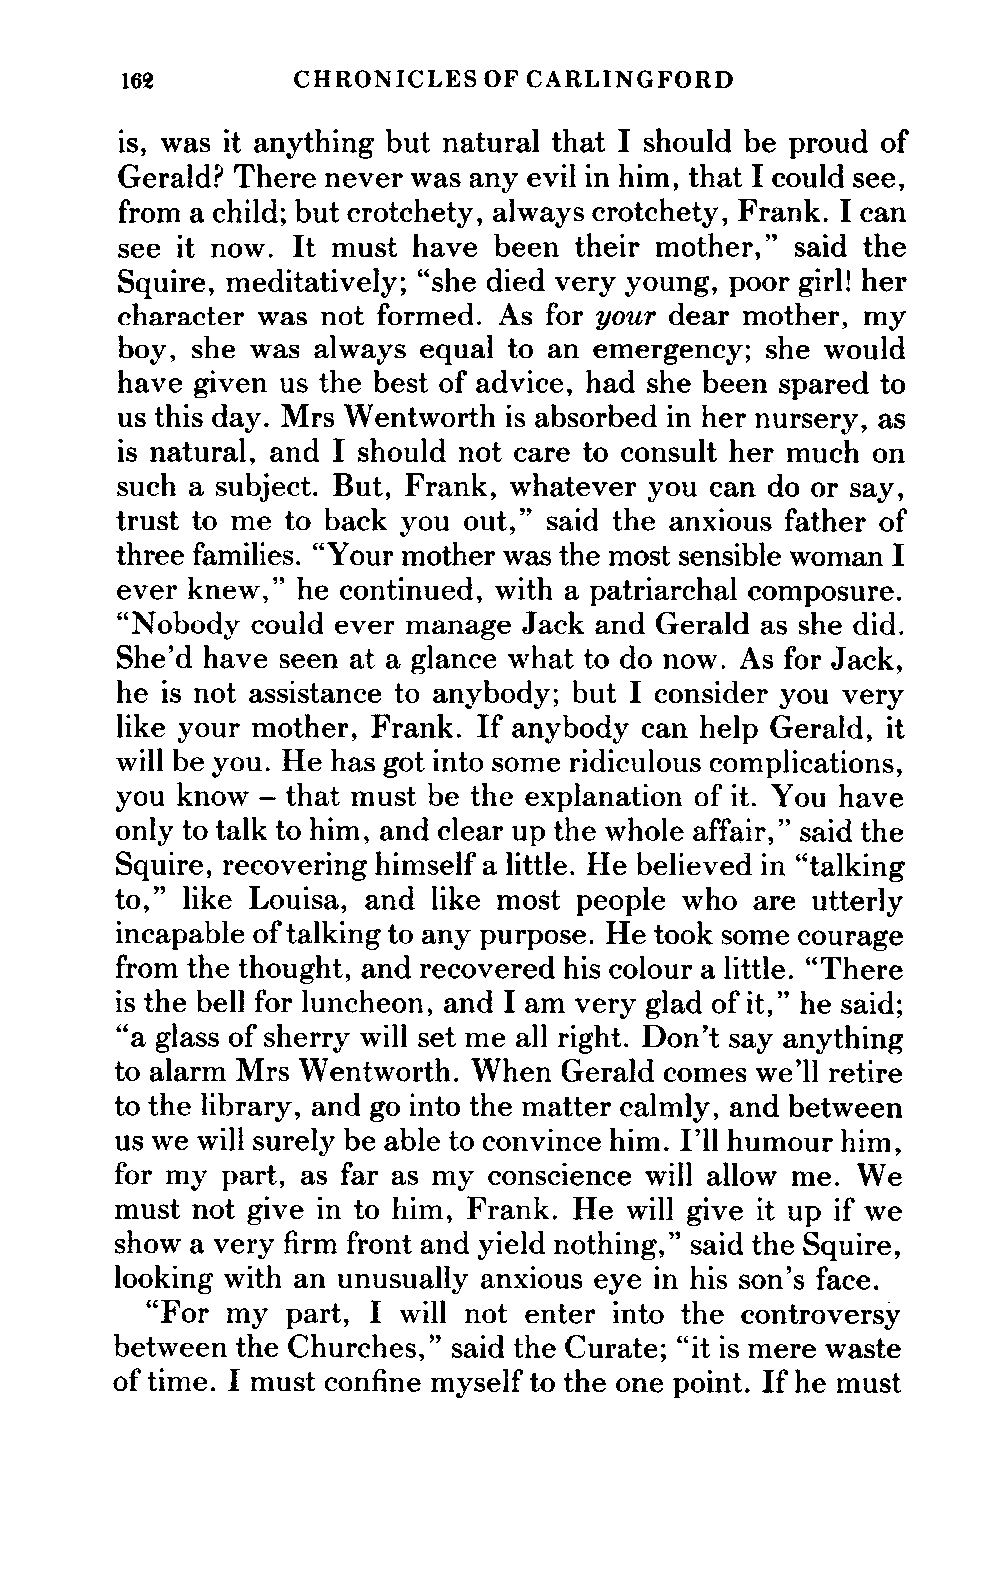 162 CHRONICLES OF CARLINGFORD
is, was it anything but natural that I should be proud of
Gerald? There never was any evil in him, that I could see,
from a child; but crotchety, always crotchety, Frank. I can
see it now. It must have been their mother,” said the
Squire, meditatively; “she died very young, poor girl! her
character was not formed. As for your dear mother, my
boy, she was always equal to an emergency; she would
have given us the best of advice, had she been spared to
us this day. Mrs Wentworth is absorbed in her nursery, as
is natural, and I should not care to consult her much on
such a subject. But, Frank, whatever you can do or say,
trust to me to back you out,” said the anxious father of
three families. “Your mother was the most sensible woman I
ever knew,” he continued, with a patriarchal composure.
“Nobody could ever manage Jack and Gerald as she did.
She’d have seen at a glance what to do now. As for Jack,
he is not assistance to anybody; but I consider you very
like your mother, Frank. If anybody can help Gerald, it
will be you. He has got into some ridiculous complications,
you know – that must be the explanation of it. You have
only to talk to him, and clear up the whole affair,” said the
Squire, recovering himself a little. He believed in “talking
to,” like Louisa, and like most people who are utterly
incapable of talking to any purpose. He took some courage
from the thought, and recovered his colour a little. “There
is the bell for luncheon, and I am very glad of it,” he said;
“a glass of sherry will set me all right. Don’t say anything
to alarm Mrs Wentworth. When Gerald comes we’ll retire
to the library, and go into the matter calmly, and between
us we will surely be able to convince him. I’ll humour him,
for my part, as far as my conscience will allow me. We
must not give in to him, Frank. He will give it up if we
show a very firm front and yield nothing,” said the Squire,
looking with an unusually anxious eye in his son’s face.
“For my part, I will not enter into the controversy
between the Churches,” said the Curate; “it is mere waste
of time. I must confine myself to the one point. If he must